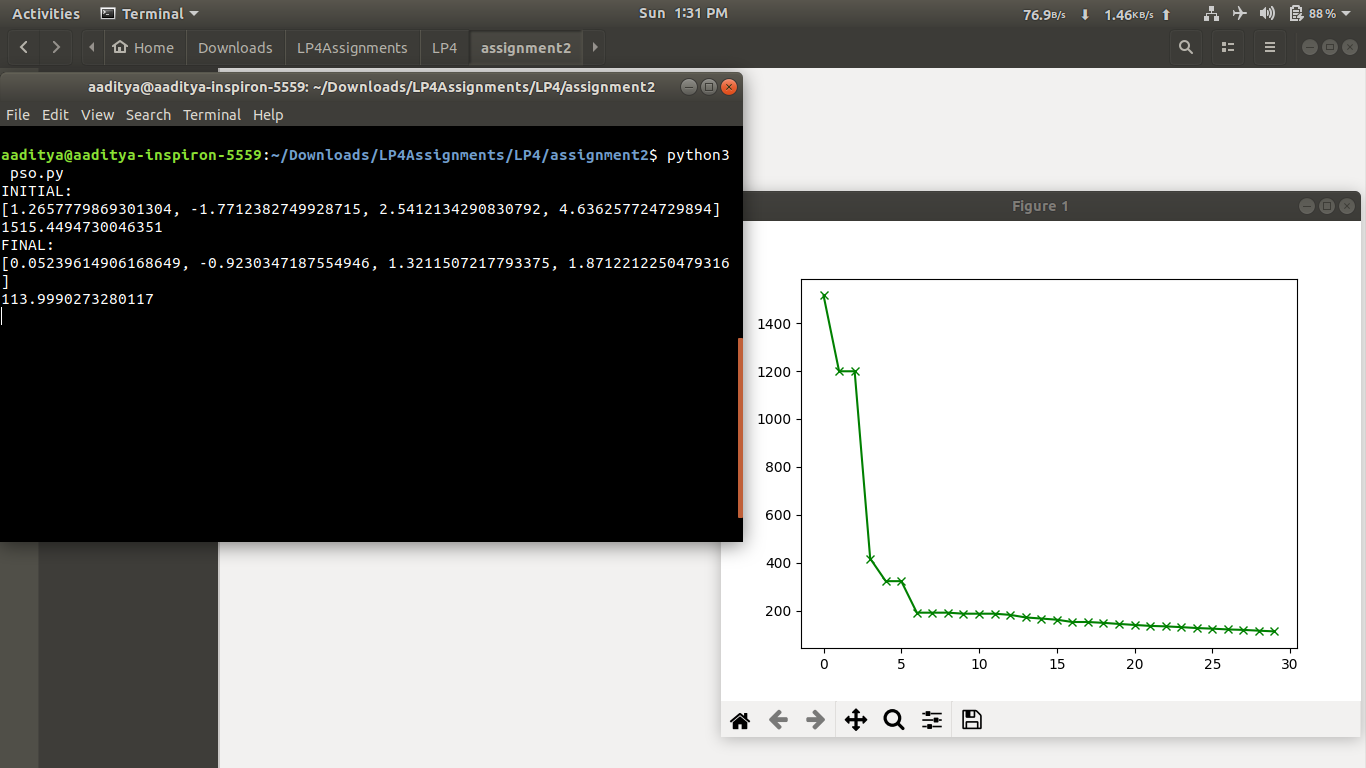 Activities Terminal Sun 1:31 PM 76.9B/s 1.46KB/s 88%
Home Downloads LP4Assignments LP4 assignment2
aaditya@aaditya-inspiron-5559: ~/Downloads/LP4Assignments/LP4/assignment2
File Edit View Search Terminal Help
aaditya@aaditya-inspiron-5559:~/Downloads/LP4Assignments/LP4/assignment2$ python3
pso.py
INITIAL:
[1.2657779869301304, -1.7712382749928715, 2.5412134290830792, 4.636257724729894]
1515.4494730046351
FINAL:
[0.05239614906168649, -0.9230347187554946, 1.3211507217793375, 1.8712212250479316
]
113.9990273280117
Figure 1
1400
1200
1000
800
600
400
200
0 5 10 15 20 25 30